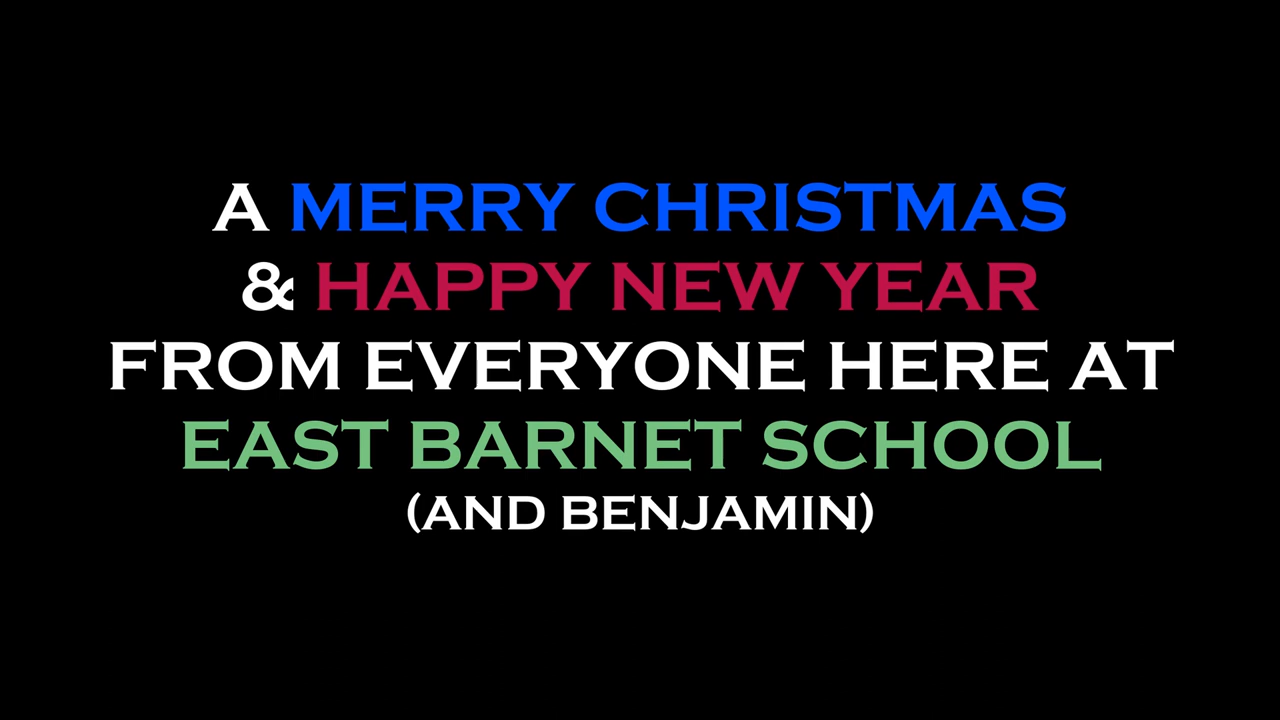 A MERRY CHRISTMAS
& HAPPY NEW YEAR
FROM EVERYONE HERE AT
EAST BARNET SCHOOL
(AND BENJAMIN)